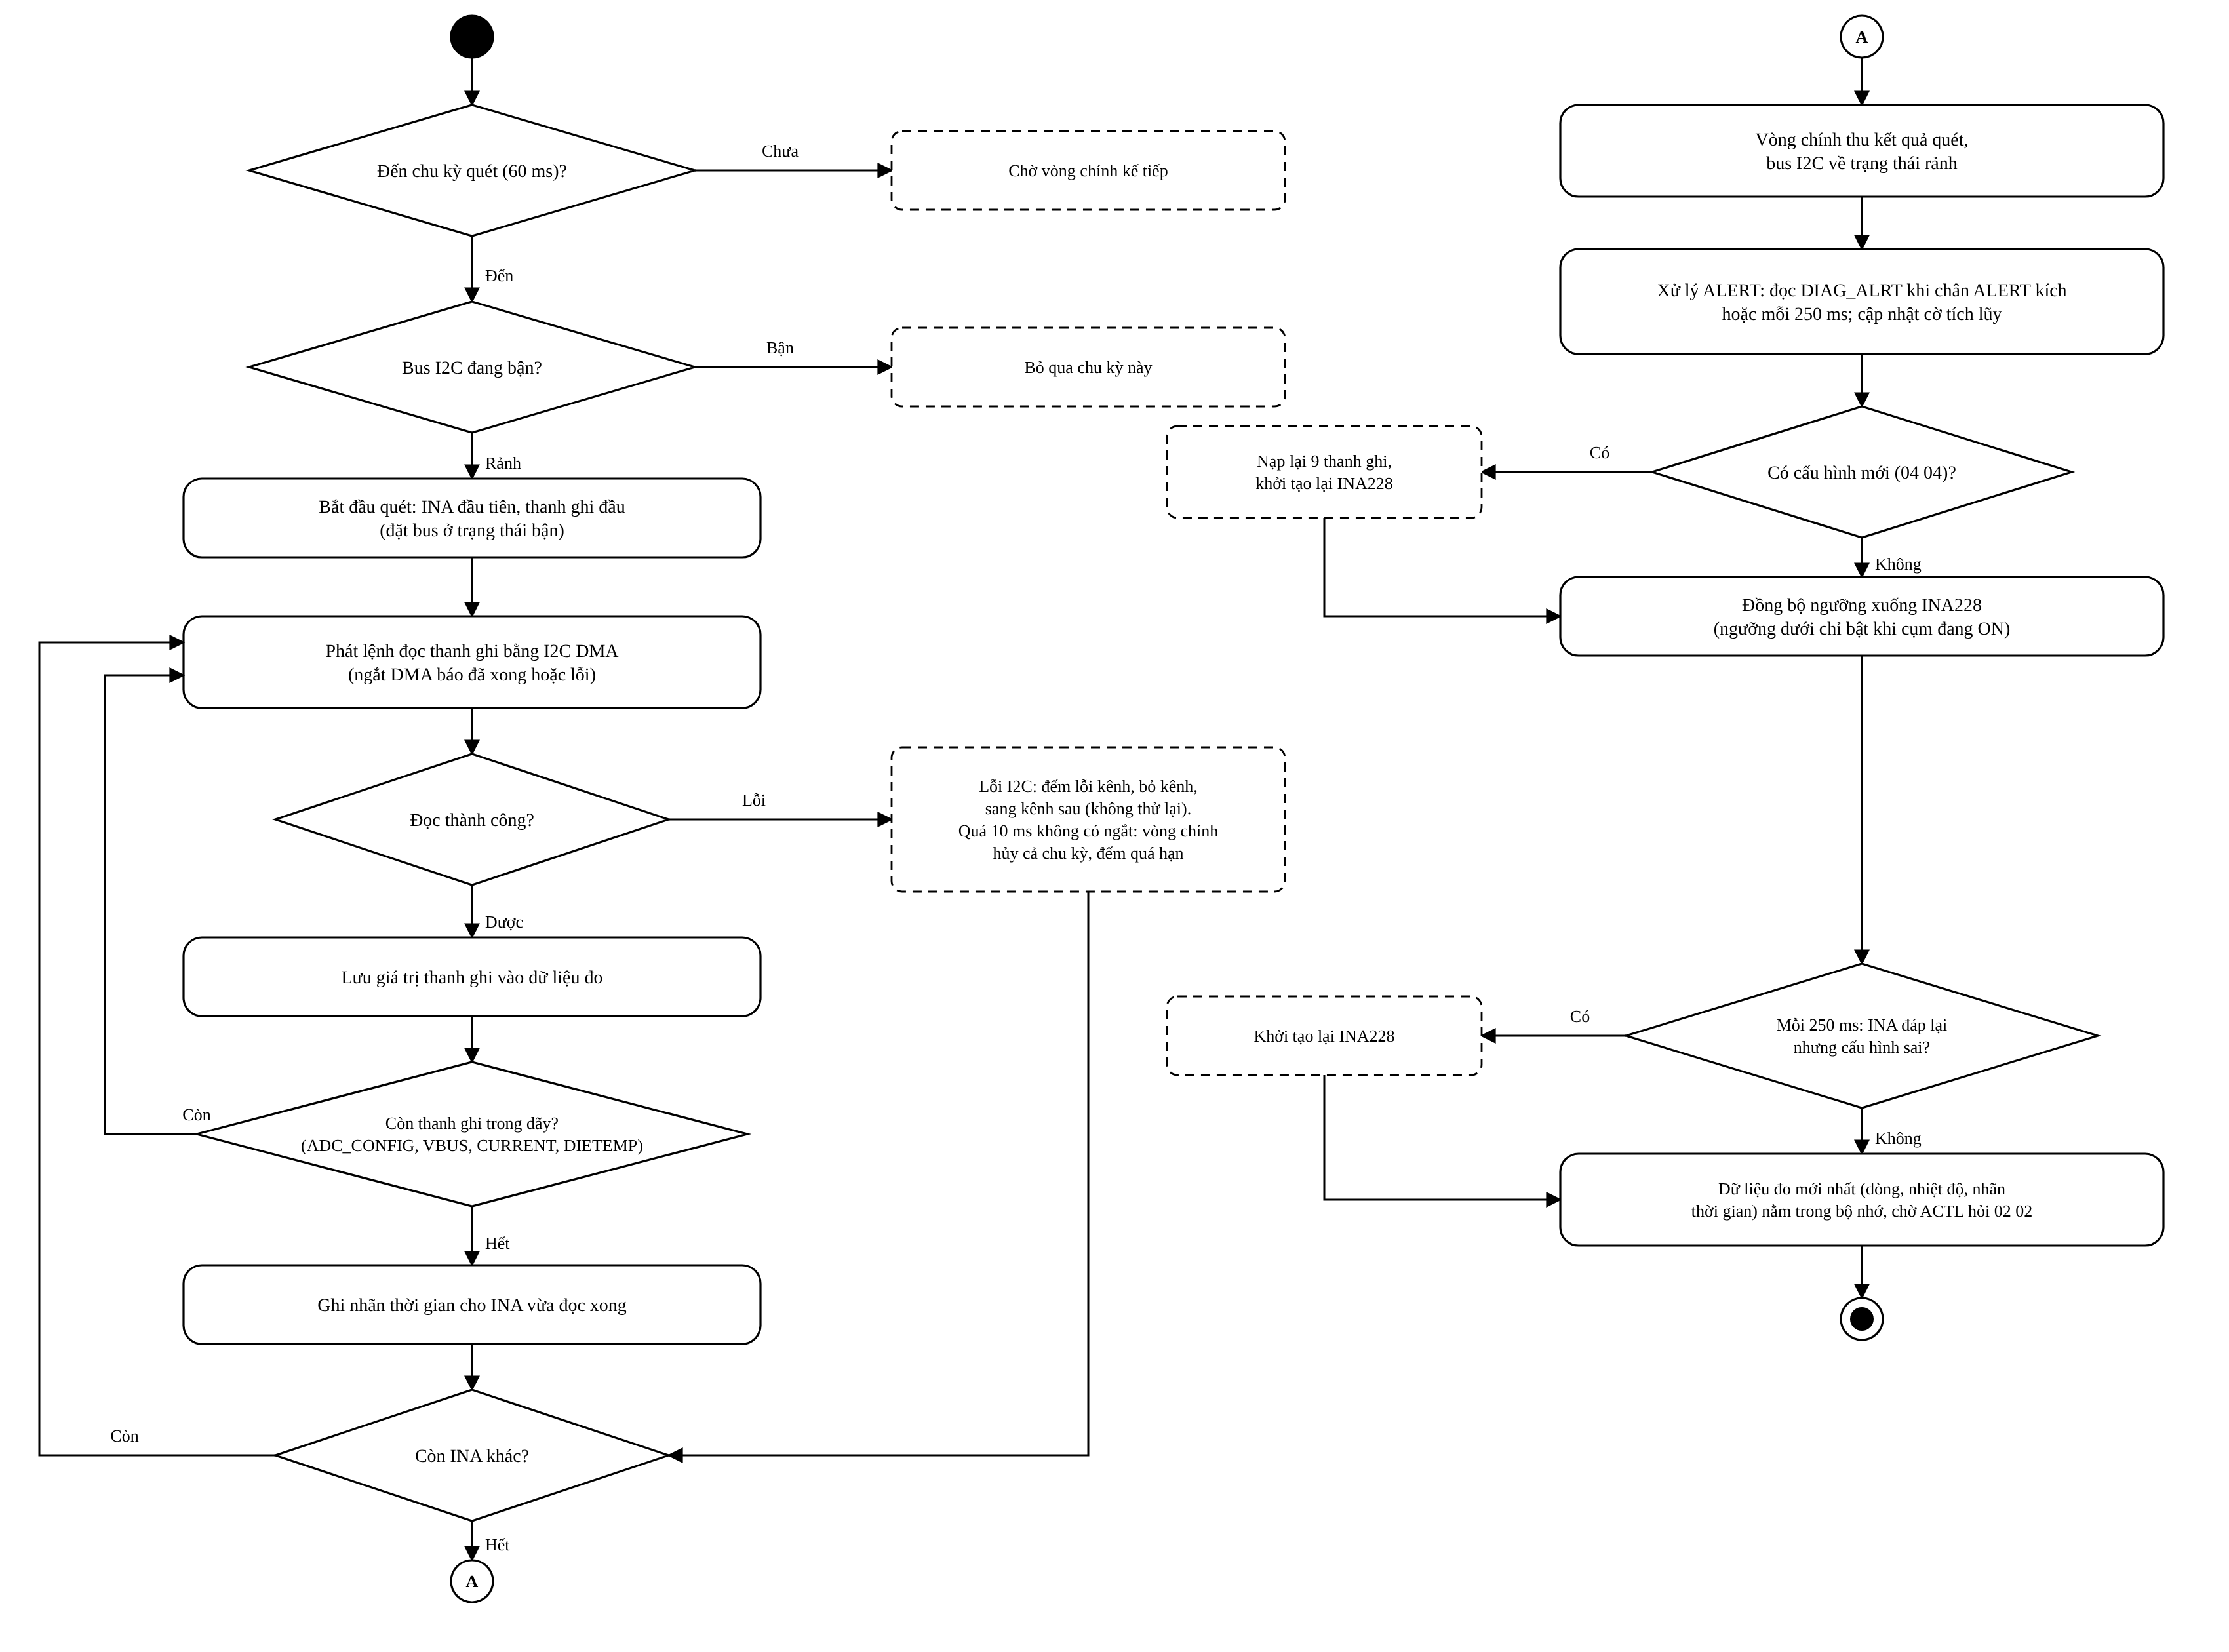 Đến chu kỳ quét (60 ms)?
Chưa
Chờ vòng chính kế tiếp
Đến
Bus I2C đang bận?
Bận
Bỏ qua chu kỳ này
Rảnh
Bắt đầu quét: INA đầu tiên, thanh ghi đầu
(đặt bus ở trạng thái bận)
Phát lệnh đọc thanh ghi bằng I2C DMA
(ngắt DMA báo đã xong hoặc lỗi)
Đọc thành công?
Lỗi
Lỗi I2C: đếm lỗi kênh, bỏ kênh,
sang kênh sau (không thử lại).
Quá 10 ms không có ngắt: vòng chính
hủy cả chu kỳ, đếm quá hạn
Được
Lưu giá trị thanh ghi vào dữ liệu đo
Còn
Còn thanh ghi trong dãy?
(ADC_CONFIG, VBUS, CURRENT, DIETEMP)
Hết
Ghi nhãn thời gian cho INA vừa đọc xong
Còn
Còn INA khác?
Hết
A
A
Vòng chính thu kết quả quét,
bus I2C về trạng thái rảnh
Xử lý ALERT: đọc DIAG_ALRT khi chân ALERT kích
hoặc mỗi 250 ms; cập nhật cờ tích lũy
Có cấu hình mới (04 04)?
Có
Nạp lại 9 thanh ghi,
khởi tạo lại INA228
Không
Đồng bộ ngưỡng xuống INA228
(ngưỡng dưới chỉ bật khi cụm đang ON)
Mỗi 250 ms: INA đáp lại
nhưng cấu hình sai?
Có
Khởi tạo lại INA228
Không
Dữ liệu đo mới nhất (dòng, nhiệt độ, nhãn
thời gian) nằm trong bộ nhớ, chờ ACTL hỏi 02 02